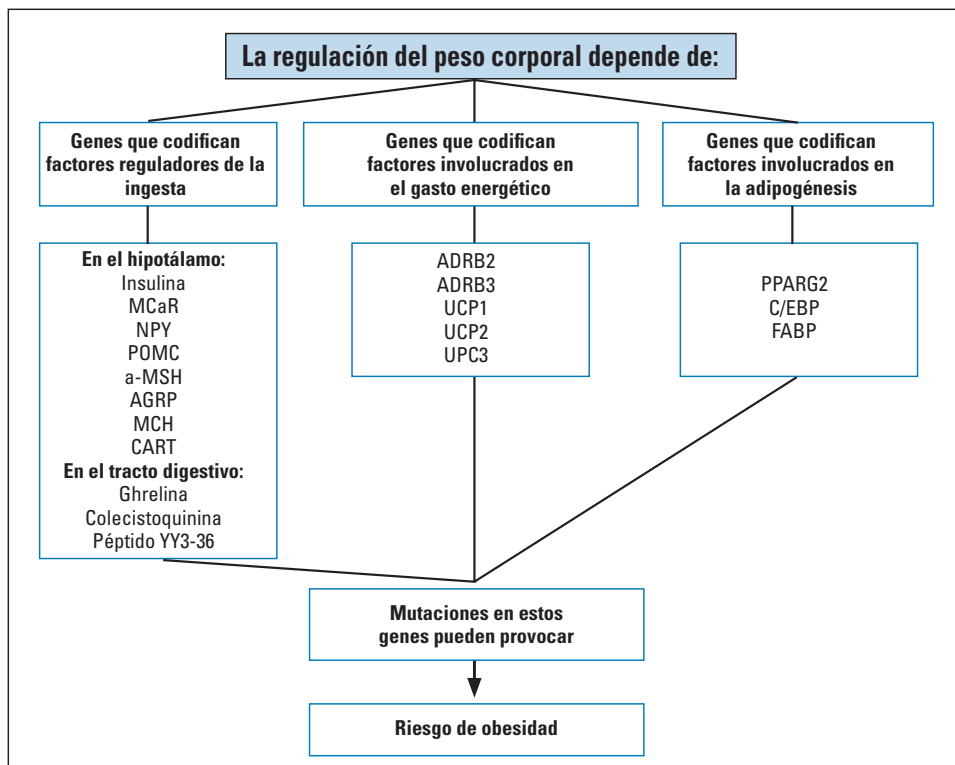 La regulación del peso corporal depende de:
Genes que codifican
factores reguladores de la
ingesta
Genes que codifican
factores involucrados en
el gasto energético
Genes que codifican
factores involucrados en
la adipogénesis
En el hipotálamo:
Insulina
MCaR
NPY
POMC
a-MSH
AGRP
MCH
CART
En el tracto digestivo:
Ghrelina
Colecistoquinina
Péptido YY3-36
ADRB2
ADRB3
UCP1
UCP2
UPC3
PPARG2
C/EBP
FABP
Mutaciones en estos
genes pueden provocar
Riesgo de obesidad